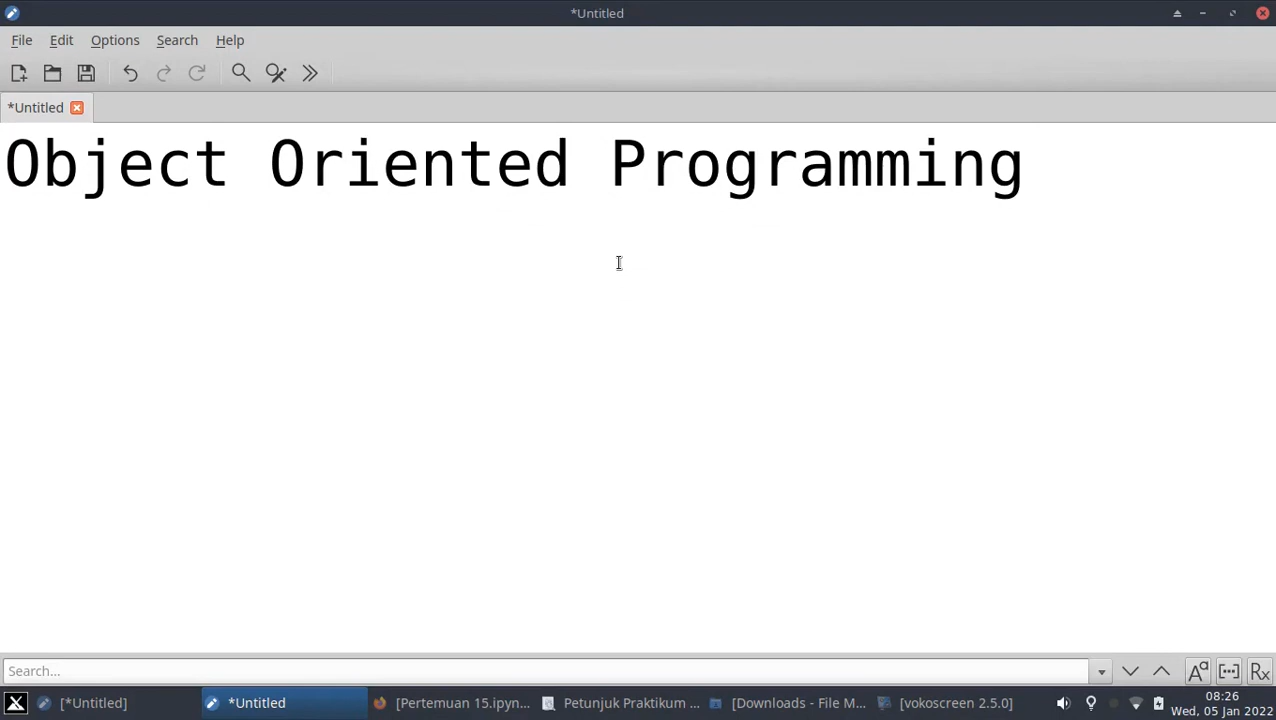 *Untitled
File Edit Options Search Help
*Untitled
Object Oriented Programming
Search...
[*Untitled] *Untitled [Pertemuan 15.ipyn... Petunjuk Praktikum ... [Downloads - File M... [vokoscreen 2.5.0]
08:26
Wed, 05 Jan 2022